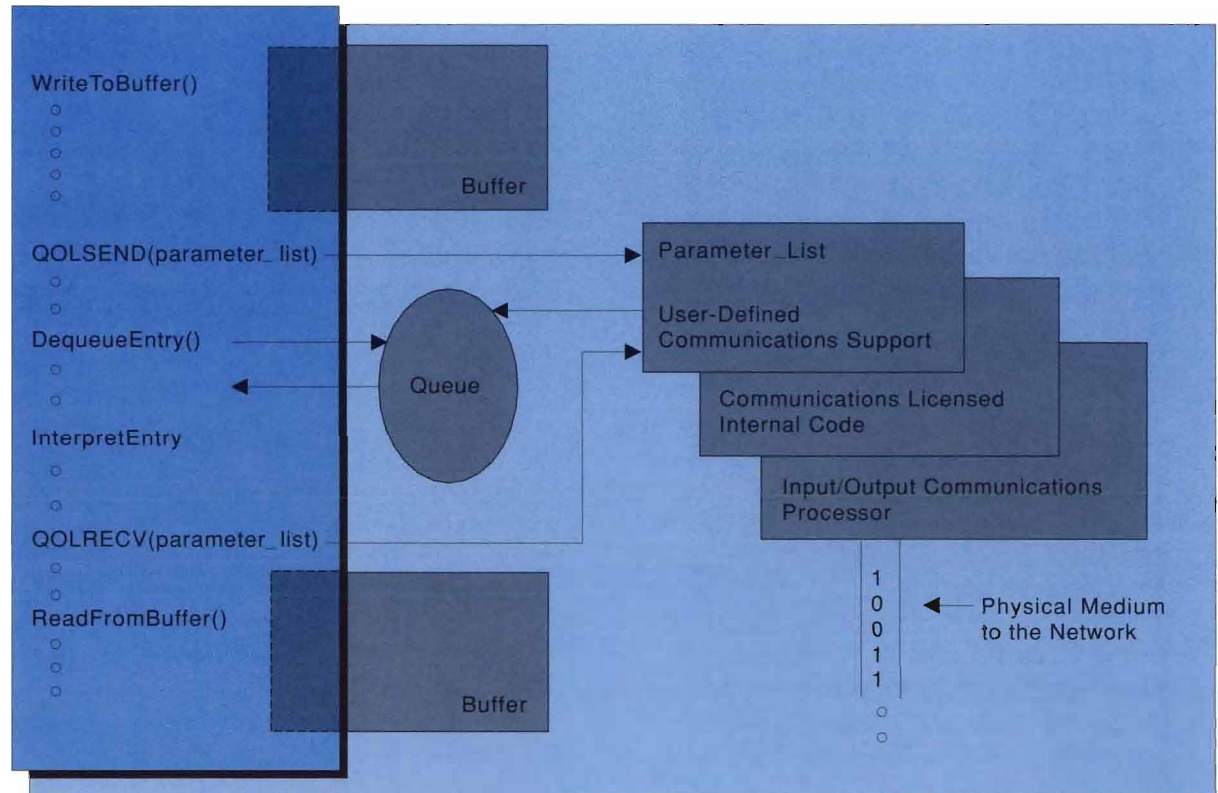 WriteToBuffer()
Buffer
QOLSEND(parameter_list)
Parameter_List
User-Defined
Communications Support
DequeueEntry()
Queue
Communications Licensed
Internal Code
InterpretEntry
Input/Output Communications
Processor
QOLRECV(parameter_list)
1
0
0
1
1
Physical Medium
to the Network
ReadFromBuffer()
Buffer